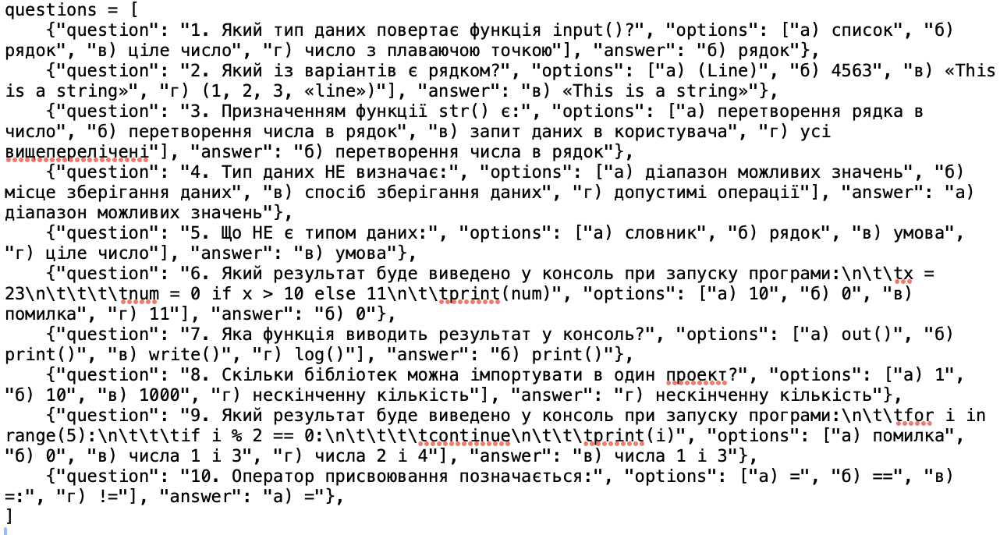 questions = [
    {"question": "1. Який тип даних повертає функція input()?", "options": ["а) список", "б)
рядок", "в) ціле число", "г) число з плаваючою точкою"], "answer": "б) рядок"},
    {"question": "2. Який із варіантів є рядком?", "options": ["а) (Line)", "б) 4563", "в) «This
is a string»", "г) (1, 2, 3, «line»)"], "answer": "в) «This is a string»"},
    {"question": "3. Призначенням функції str() є:", "options": ["а) перетворення рядка в
число", "б) перетворення числа в рядок", "в) запит даних в користувача", "г) усі
вищеперелічені"], "answer": "б) перетворення числа в рядок"},
    {"question": "4. Тип даних НЕ визначає:", "options": ["а) діапазон можливих значень", "б)
місце зберігання даних", "в) спосіб зберігання даних", "г) допустимі операції"], "answer": "а)
діапазон можливих значень"},
    {"question": "5. Що НЕ є типом даних:", "options": ["а) словник", "б) рядок", "в) умова",
"г) ціле число"], "answer": "в) умова"},
    {"question": "6. Який результат буде виведено у консоль при запуску програми:\n\t\tx =
23\n\t\t\t\tnum = 0 if x > 10 else 11\n\t\tprint(num)", "options": ["а) 10", "б) 0", "в)
помилка", "г) 11"], "answer": "б) 0"},
    {"question": "7. Яка функція виводить результат у консоль?", "options": ["а) out()", "б)
print()", "в) write()", "г) log()"], "answer": "б) print()"},
    {"question": "8. Скільки бібліотек можна імпортувати в один проект?", "options": ["а) 1",
"б) 10", "в) 1000", "г) нескінченну кількість"], "answer": "г) нескінченну кількість"},
    {"question": "9. Який результат буде виведено у консоль при запуску програми:\n\t\tfor i in
range(5):\n\t\t\tif i % 2 == 0:\n\t\t\t\tcontinue\n\t\t\tprint(i)", "options": ["а) помилка",
"б) 0", "в) числа 1 і 3", "г) числа 2 і 4"], "answer": "в) числа 1 і 3"},
    {"question": "10. Оператор присвоювання позначається:", "options": ["а) =", "б) ==", "в)
=:", "г) !="], "answer": "а) ="},
]